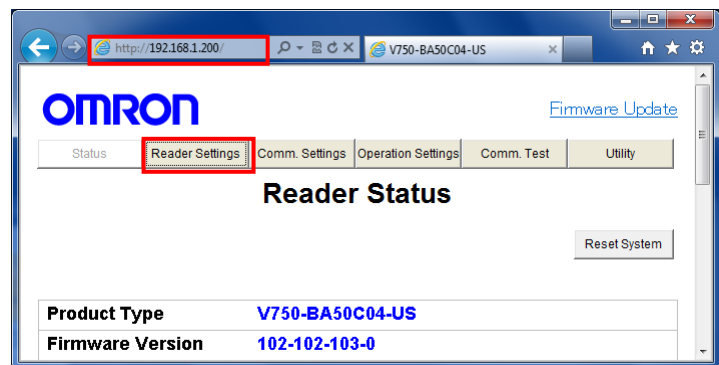 http://192.168.1.200/
V750-BA50C04-US
OMRON
Firmware Update
Status Reader Settings Comm. Settings Operation Settings Comm. Test Utility
Reader Status
Reset System
Product Type V750-BA50C04-US
Firmware Version 102-102-103-0